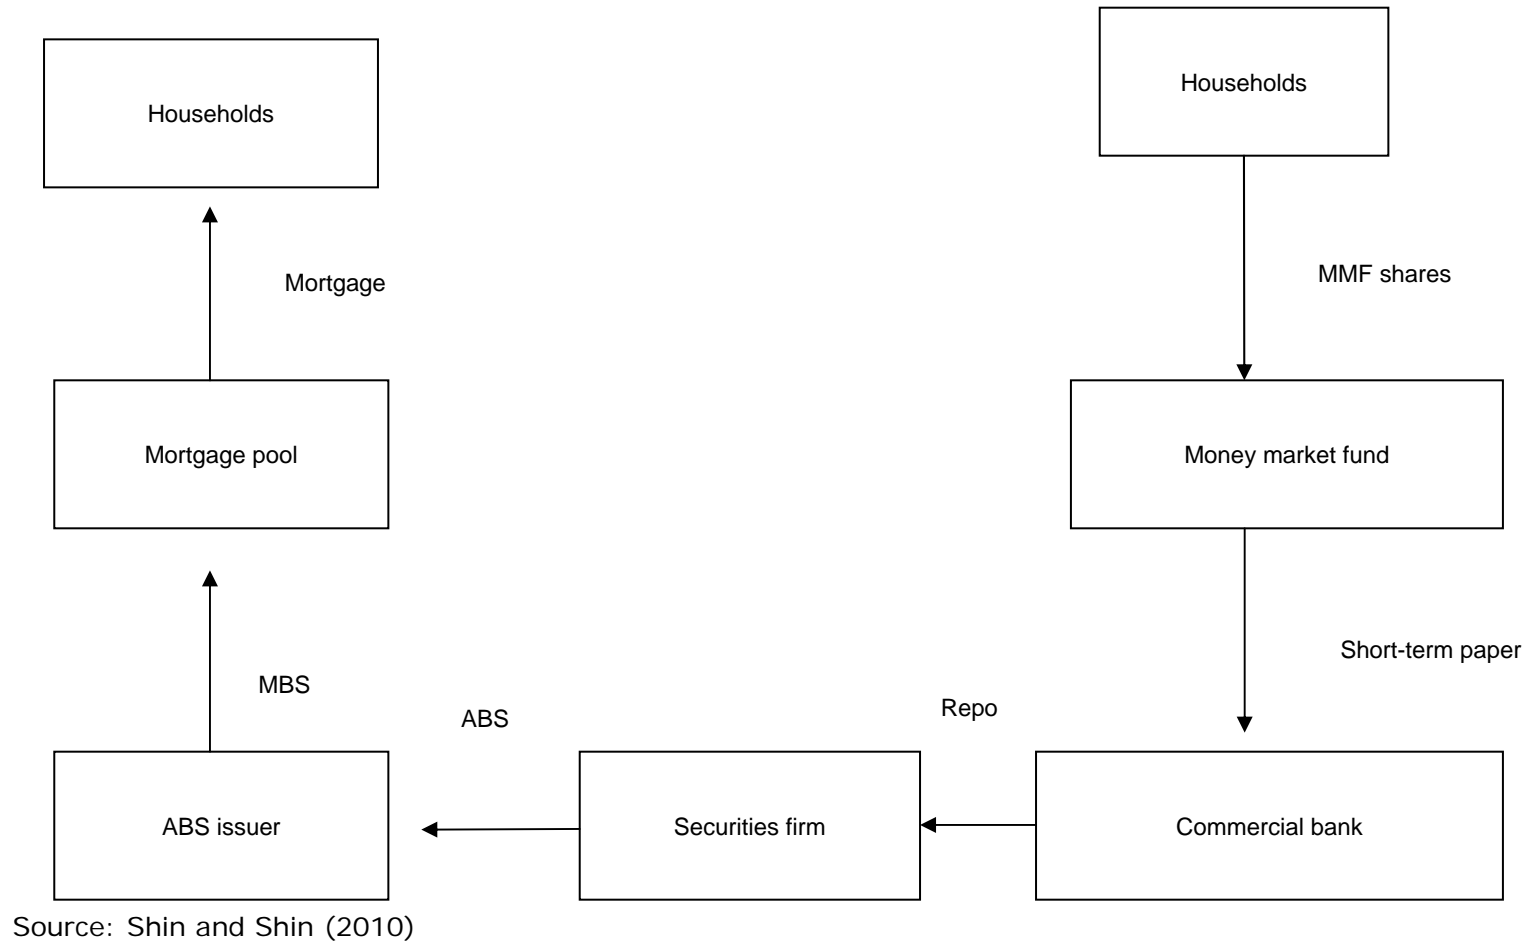 Households
Households
MMF shares
Mortgage
Mortgage pool
Money market fund
Short-term paper
MBS
ABS
Repo
ABS issuer
Securities firm
Commercial bank
Source: Shin and Shin (2010)